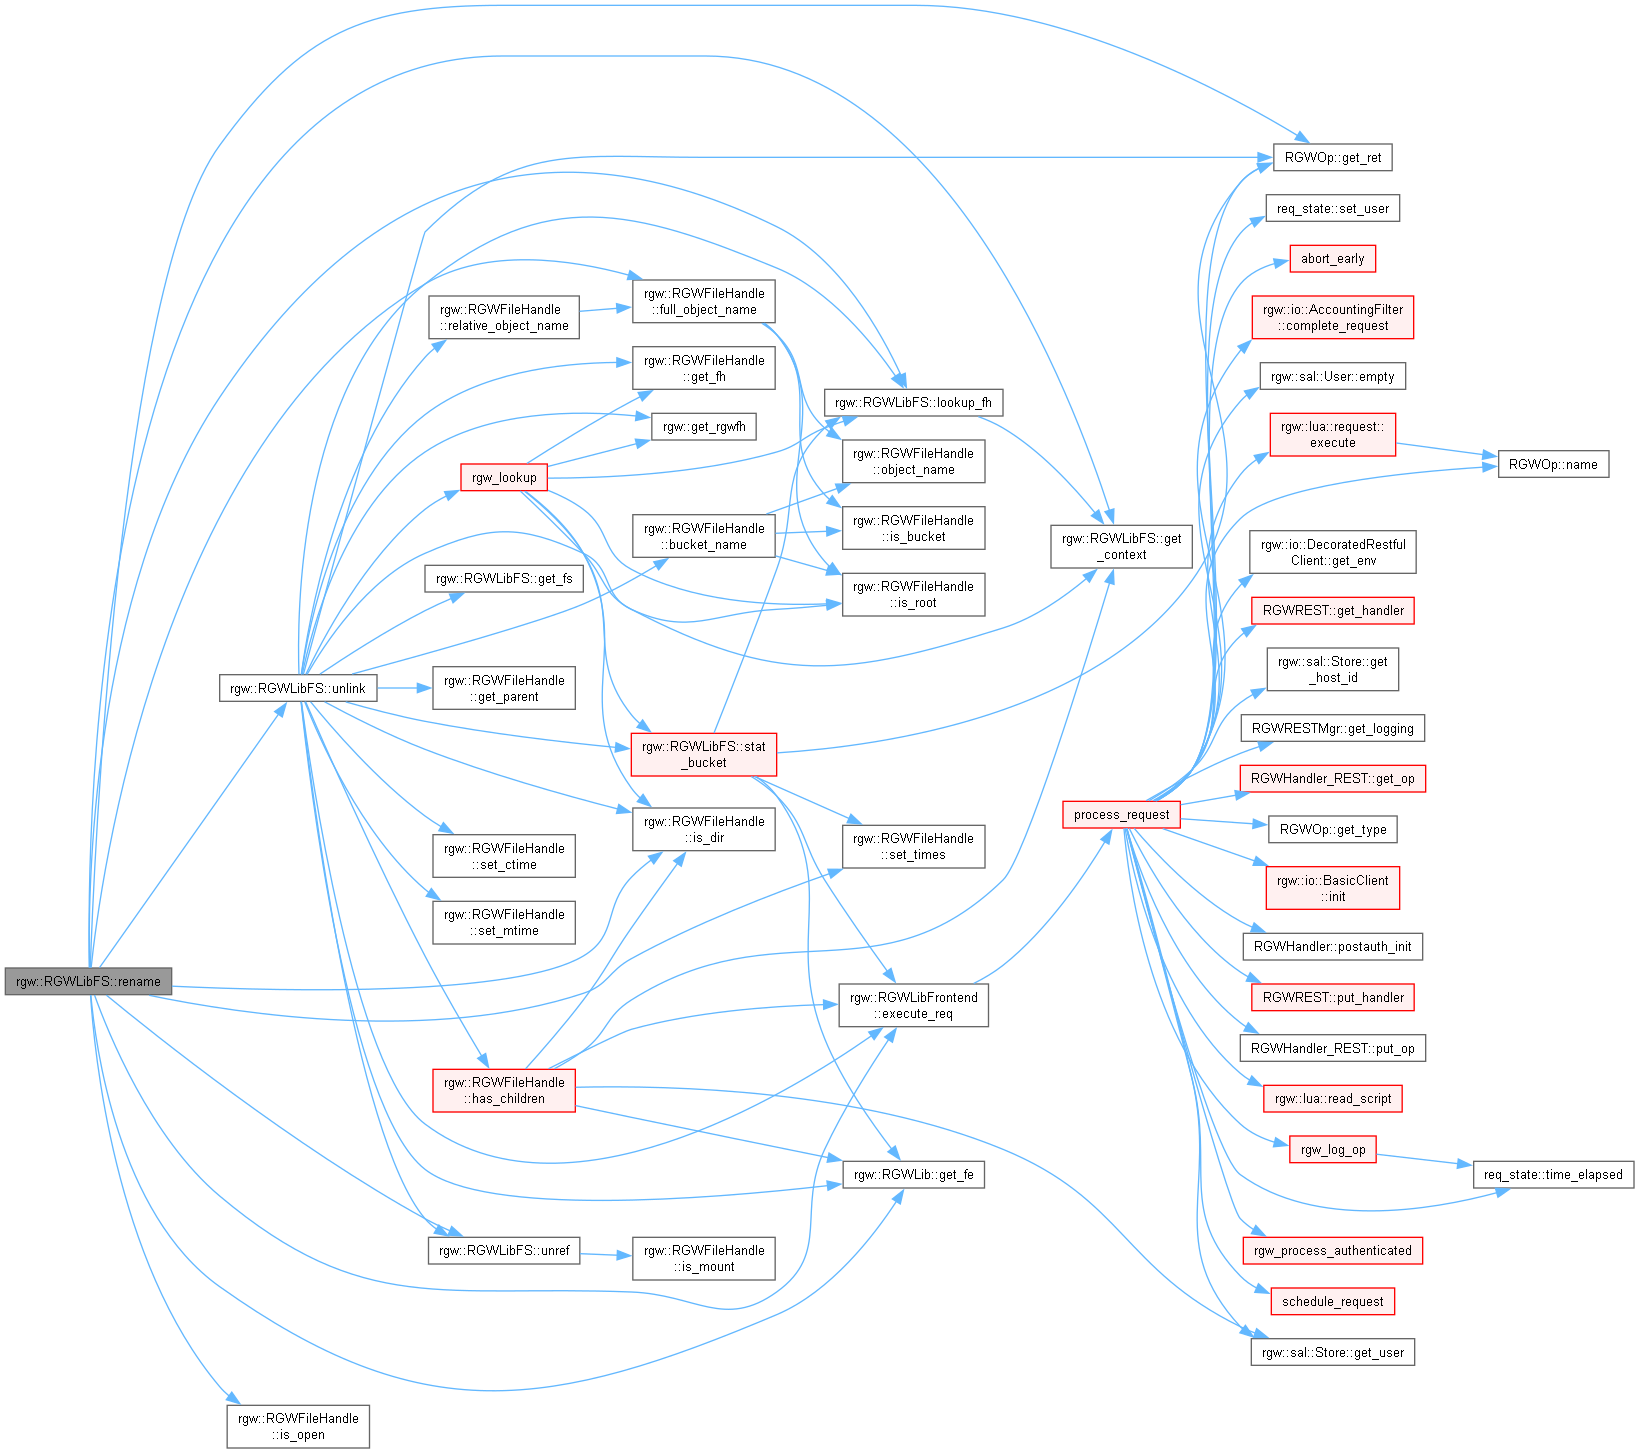 RGWOp::get_ret
req_state::set_user
abort_early
rgw::RGWFileHandle
::full_object_name
rgw::RGWFileHandle
::relative_object_name
rgw::io::AccountingFilter
::complete_request
rgw::RGWFileHandle
::get_fh
rgw::sal::User::empty
rgw::RGWLibFS::lookup_fh
rgw::get_rgwfh
rgw::lua::request::
execute
RGWOp::name
rgw::RGWFileHandle
::object_name
rgw_lookup
rgw::RGWFileHandle
::is_bucket
rgw::RGWFileHandle
::bucket_name
rgw::RGWLibFS::get
_context
rgw::io::DecoratedRestful
Client::get_env
rgw::RGWLibFS::get_fs
rgw::RGWFileHandle
::is_root
RGWREST::get_handler
rgw::sal::Store::get
_host_id
rgw::RGWLibFS::unlink
rgw::RGWFileHandle
::get_parent
RGWRESTMgr::get_logging
rgw::RGWLibFS::stat
_bucket
RGWHandler_REST::get_op
process_request
rgw::RGWFileHandle
::is_dir
RGWOp::get_type
rgw::RGWFileHandle
::set_times
rgw::RGWFileHandle
::set_ctime
rgw::io::BasicClient
::init
rgw::RGWFileHandle
::set_mtime
RGWHandler::postauth_init
rgw::RGWLibFS::rename
RGWREST::put_handler
rgw::RGWLibFrontend
::execute_req
RGWHandler_REST::put_op
rgw::RGWFileHandle
::has_children
rgw::lua::read_script
rgw_log_op
rgw::RGWLib::get_fe
req_state::time_elapsed
rgw::RGWLibFS::unref
rgw::RGWFileHandle
::is_mount
rgw_process_authenticated
schedule_request
rgw::sal::Store::get_user
rgw::RGWFileHandle
::is_open